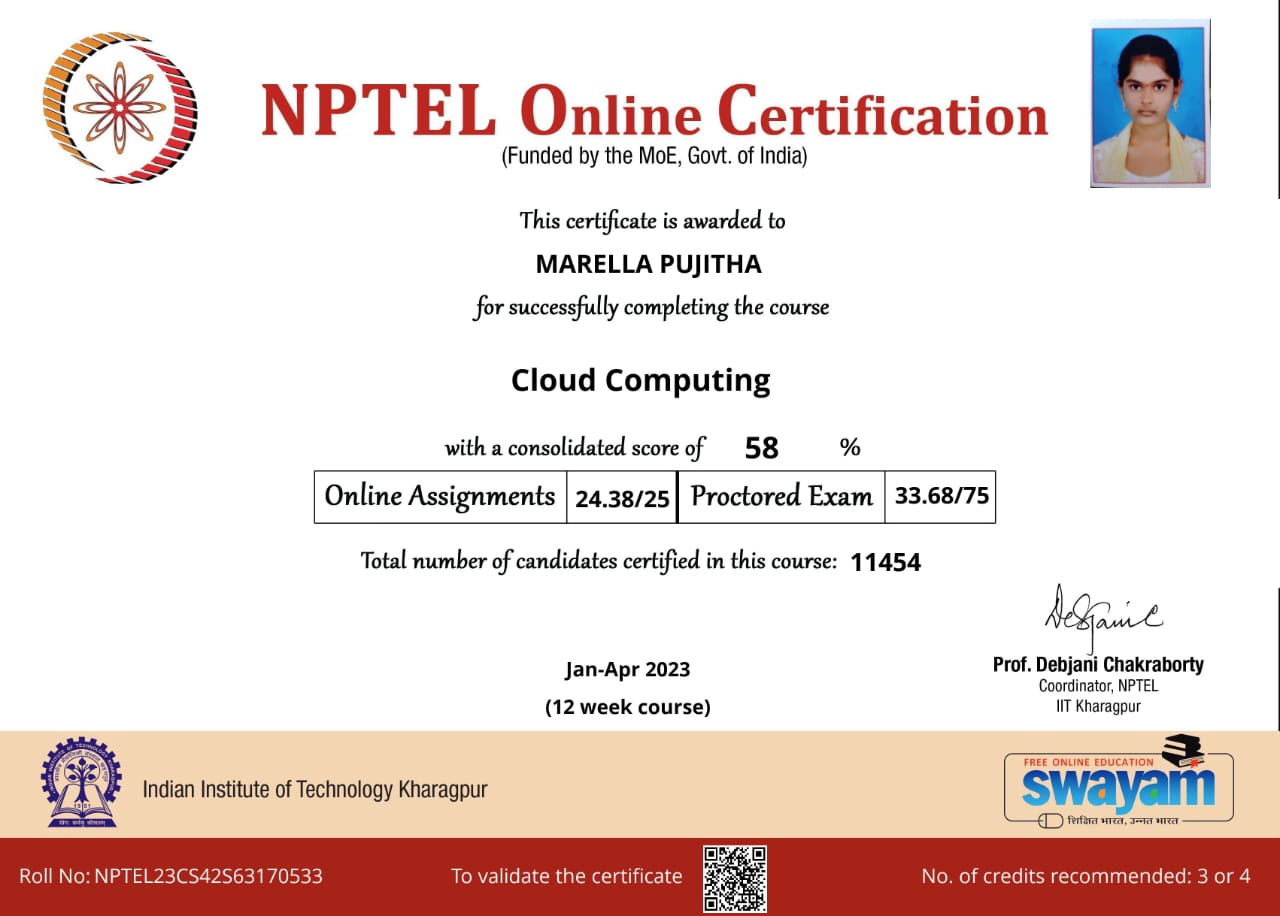 NPTEL Online Certification
(Funded by the MoE, Govt. of India)
This certificate is awarded to
MARELLA PUJITHA
for successfully completing the course
Cloud Computing
with a consolidated score of 58 %
Online Assignments 24.38/25 Proctored Exam 33.68/75
Total number of candidates certified in this course: 11454
Prof. Debjani Chakraborty
Coordinator, NPTEL
IIT Kharagpur
Jan-Apr 2023
(12 week course)
Indian Institute of Technology Kharagpur
FREE ONLINE EDUCATION
swayam
शिक्षित भारत, उन्नत भारत
Roll No: NPTEL23CS42S63170533
To validate the certificate
No. of credits recommended: 3 or 4